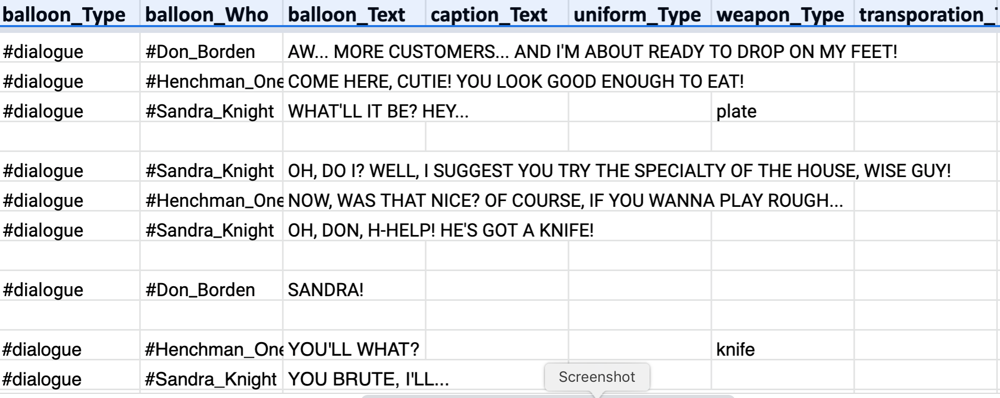 balloon_Type balloon_Who balloon_Text caption_Text uniform_Type weapon_Type transporation_
#dialogue #Don_Borden AW... MORE CUSTOMERS... AND I'M ABOUT READY TO DROP ON MY FEET!
#dialogue #Henchman_One COME HERE, CUTIE! YOU LOOK GOOD ENOUGH TO EAT!
#dialogue #Sandra_Knight WHAT'LL IT BE? HEY... plate
#dialogue #Sandra_Knight OH, DO I? WELL, I SUGGEST YOU TRY THE SPECIALTY OF THE HOUSE, WISE GUY!
#dialogue #Henchman_One NOW, WAS THAT NICE? OF COURSE, IF YOU WANNA PLAY ROUGH...
#dialogue #Sandra_Knight OH, DON, H-HELP! HE'S GOT A KNIFE!
#dialogue #Don_Borden SANDRA!
#dialogue #Henchman_One YOU'LL WHAT? knife
#dialogue #Sandra_Knight YOU BRUTE, I'LL...
Screenshot